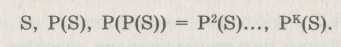 S, P(S), P(P(S)) = P²(S)..., Pᴷ(S).